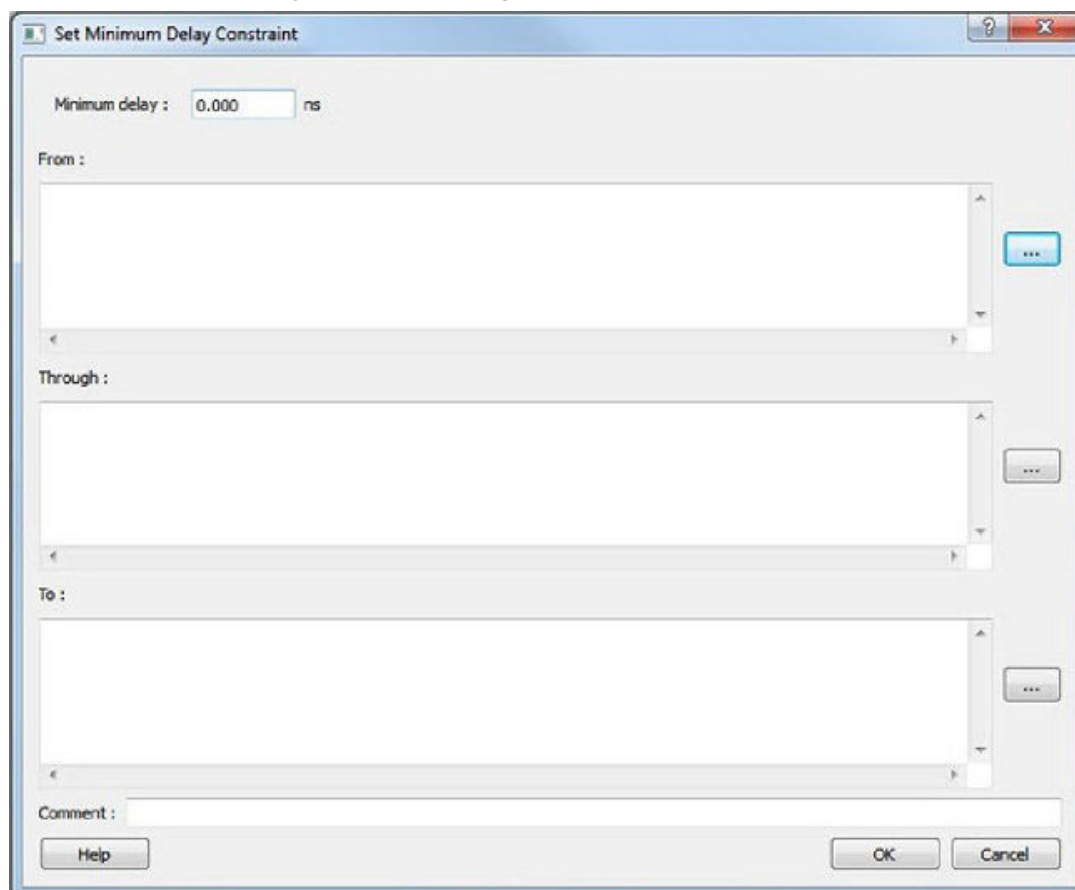 Set Minimum Delay Constraint
Minimum delay : 0.000 ns
From :
...
Through :
...
To :
...
Comment :
Help OK Cancel